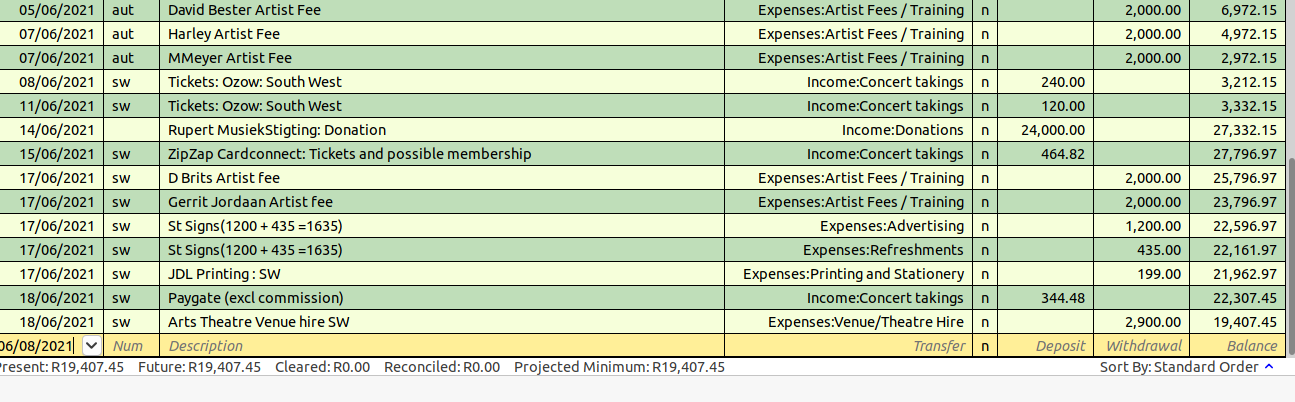 05/06/2021 aut David Bester Artist Fee Expenses:Artist Fees / Training n 2,000.00 6,972.15
07/06/2021 aut Harley Artist Fee Expenses:Artist Fees / Training n 2,000.00 4,972.15
07/06/2021 aut MMeyer Artist Fee Expenses:Artist Fees / Training n 2,000.00 2,972.15
08/06/2021 sw Tickets: Ozow: South West Income:Concert takings n 240.00 3,212.15
11/06/2021 sw Tickets: Ozow: South West Income:Concert takings n 120.00 3,332.15
14/06/2021 Rupert MusiekStigting: Donation Income:Donations n 24,000.00 27,332.15
15/06/2021 sw ZipZap Cardconnect: Tickets and possible membership Income:Concert takings n 464.82 27,796.97
17/06/2021 sw D Brits Artist fee Expenses:Artist Fees / Training n 2,000.00 25,796.97
17/06/2021 sw Gerrit Jordaan Artist fee Expenses:Artist Fees / Training n 2,000.00 23,796.97
17/06/2021 sw St Signs(1200 + 435 =1635) Expenses:Advertising n 1,200.00 22,596.97
17/06/2021 sw St Signs(1200 + 435 =1635) Expenses:Refreshments n 435.00 22,161.97
17/06/2021 sw JDL Printing : SW Expenses:Printing and Stationery n 199.00 21,962.97
18/06/2021 sw Paygate (excl commission) Income:Concert takings n 344.48 22,307.45
18/06/2021 sw Arts Theatre Venue hire SW Expenses:Venue/Theatre Hire n 2,900.00 19,407.45
06/08/2021 Num Description Transfer n Deposit Withdrawal Balance
Present: R19,407.45 Future: R19,407.45 Cleared: R0.00 Reconciled: R0.00 Projected Minimum: R19,407.45 Sort By: Standard Order